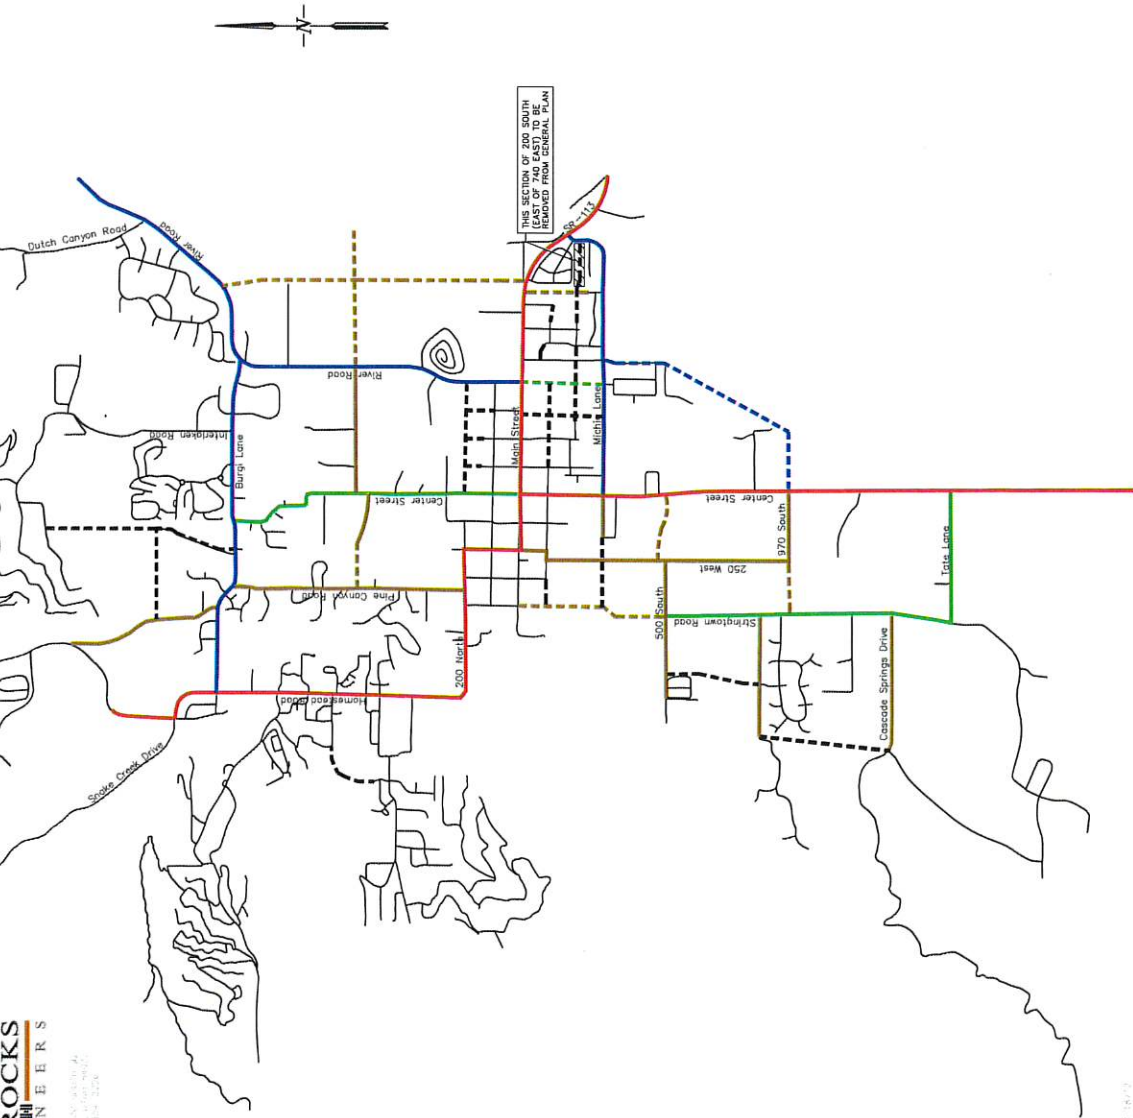 N
THIS SECTION OF 200 SOUTH
(EAST OF 740 EAST) TO BE
REMOVED FROM GENERAL PLAN
Dutch Canyon Road
River Road
SR-113
River Road
Interlaken Road
Burgi Lane
Main Street
Michie Lane
Center Street
Center Street
970 South
Tate Lane
250 West
Pine Canyon Road
500 South
Stringtown Road
200 North
Homestead Road
Cascade Springs Drive
Snake Creek Drive
ROCKS
NEERS